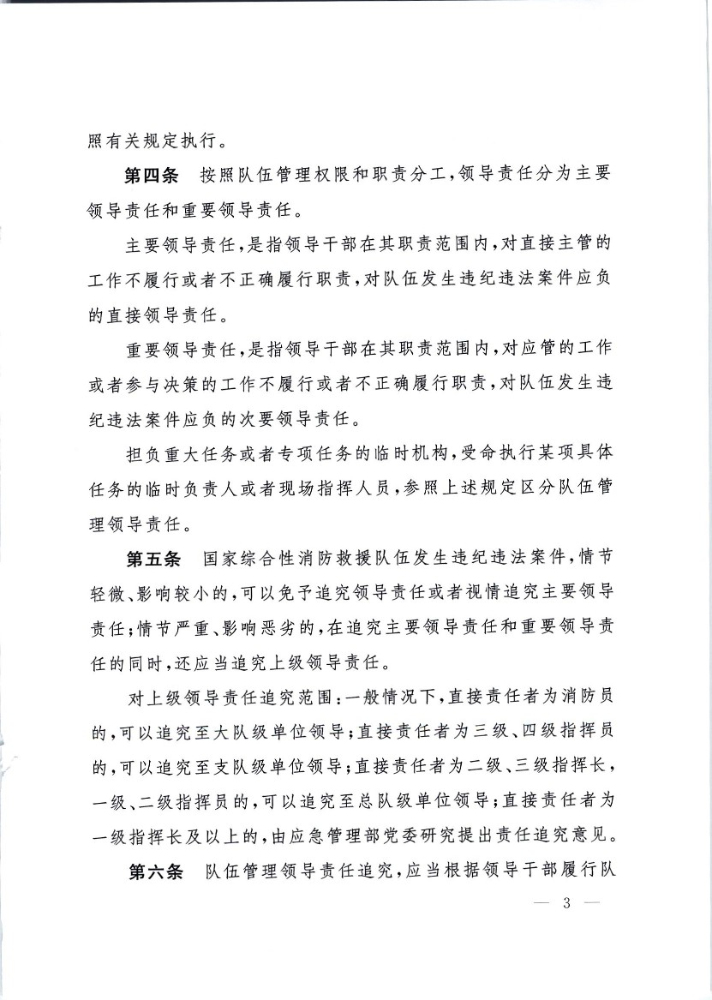 照有关规定执行。
第四条 按照队伍管理权限和职责分工,领导责任分为主要
领导责任和重要领导责任。
主要领导责任,是指领导干部在其职责范围内,对直接主管的
工作不履行或者不正确履行职责,对队伍发生违纪违法案件应负
的直接领导责任。
重要领导责任,是指领导干部在其职责范围内,对应管的工作
或者参与决策的工作不履行或者不正确履行职责,对队伍发生违
纪违法案件应负的次要领导责任。
担负重大任务或者专项任务的临时机构,受命执行某项具体
任务的临时负责人或者现场指挥人员,参照上述规定区分队伍管
理领导责任。
第五条 国家综合性消防救援队伍发生违纪违法案件,情节
轻微、影响较小的,可以免予追究领导责任或者视情追究主要领导
责任;情节严重、影响恶劣的,在追究主要领导责任和重要领导责
任的同时,还应当追究上级领导责任。
对上级领导责任追究范围:一般情况下,直接责任者为消防员
的,可以追究至大队级单位领导;直接责任者为三级、四级指挥员
的,可以追究至支队级单位领导;直接责任者为二级、三级指挥长,
一级、二级指挥员的,可以追究至总队级单位领导;直接责任者为
一级指挥长及以上的,由应急管理部党委研究提出责任追究意见。
第六条 队伍管理领导责任追究,应当根据领导干部履行队
— 3 —